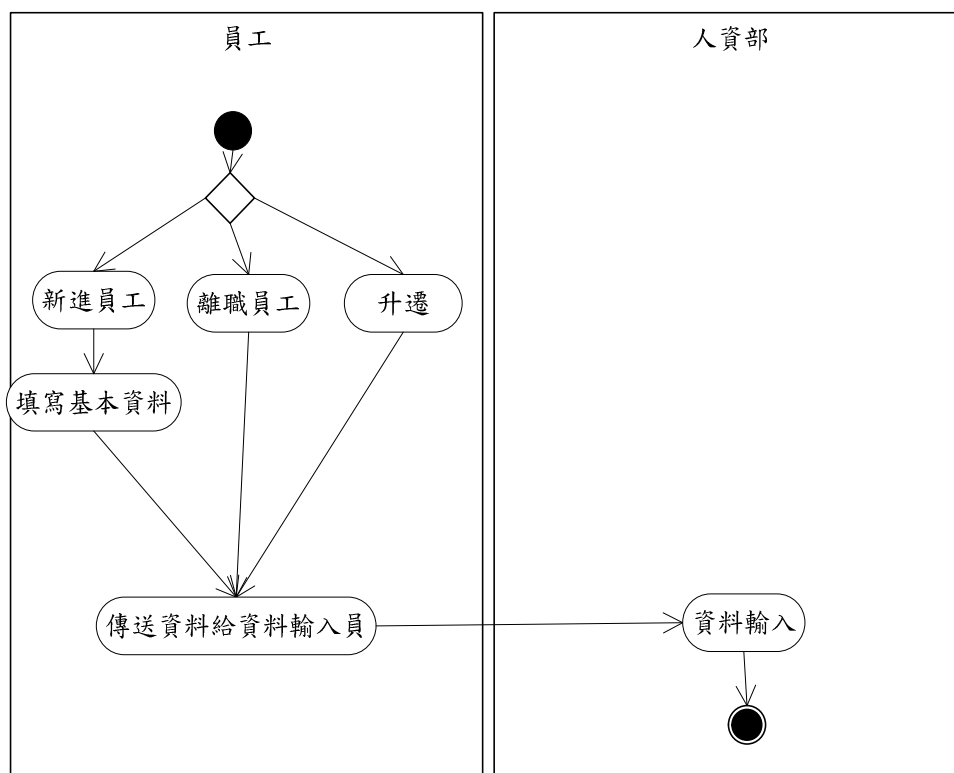 員工
人資部
新進員工
離職員工
升遷
填寫基本資料
傳送資料給資料輸入員
資料輸入